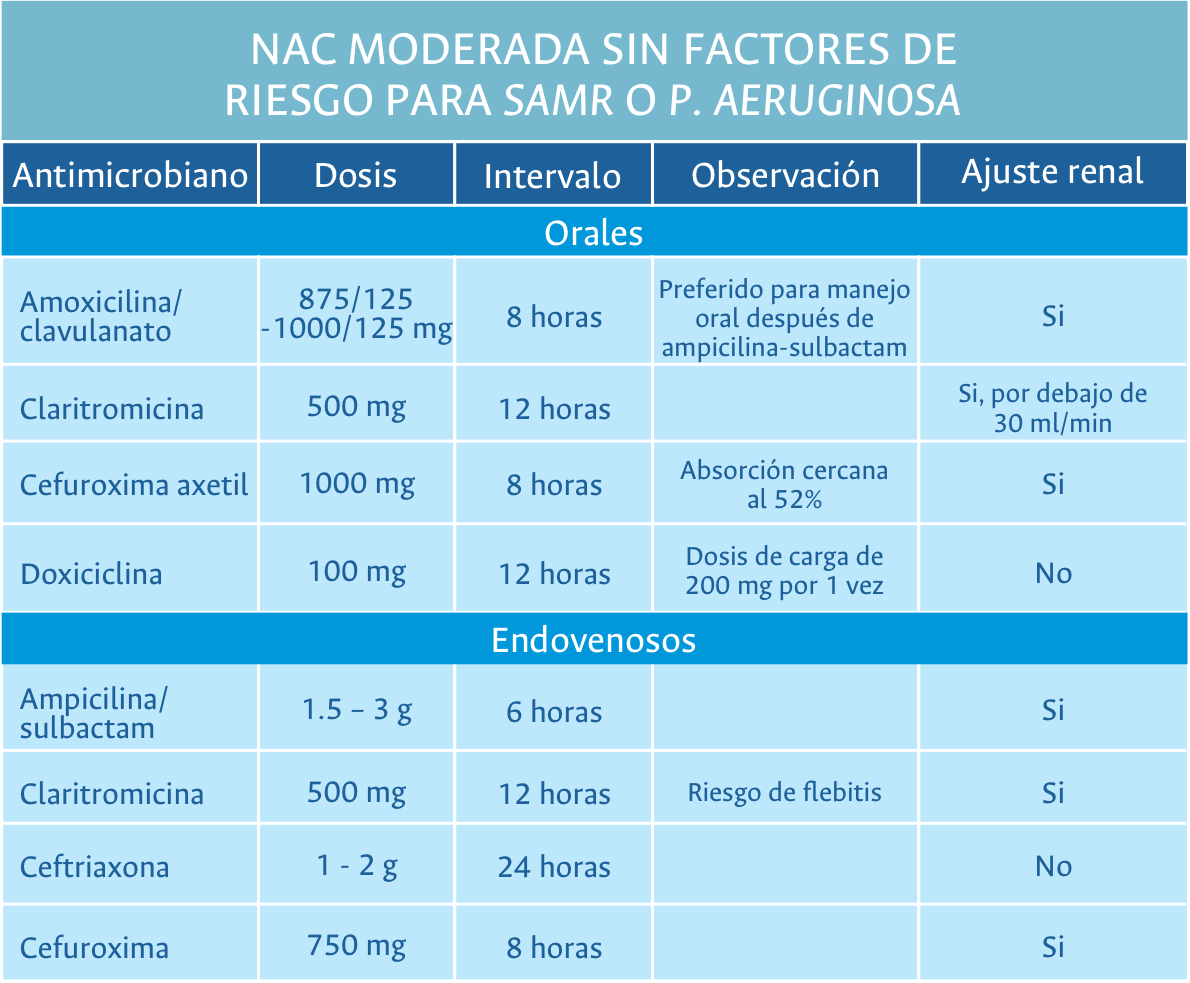 NAC MODERADA SIN FACTORES DE
RIESGO PARA SAMR O P. AERUGINOSA
Antimicrobiano Dosis Intervalo Observación Ajuste renal
Orales
Amoxicilina/
clavulanato
875/125
-1000/125 mg
8 horas
Preferido para manejo
oral después de
ampicilina-sulbactam
Si
Claritromicina
500 mg
12 horas
Si, por debajo de
30 ml/min
Cefuroxima axetil
1000 mg
8 horas
Absorción cercana
al 52%
Si
Doxiciclina
100 mg
12 horas
Dosis de carga de
200 mg por 1 vez
No
Endovenosos
Ampicilina/
sulbactam
1.5 – 3 g
6 horas
Si
Claritromicina
500 mg
12 horas
Riesgo de flebitis
Si
Ceftriaxona
1 - 2 g
24 horas
No
Cefuroxima
750 mg
8 horas
Si